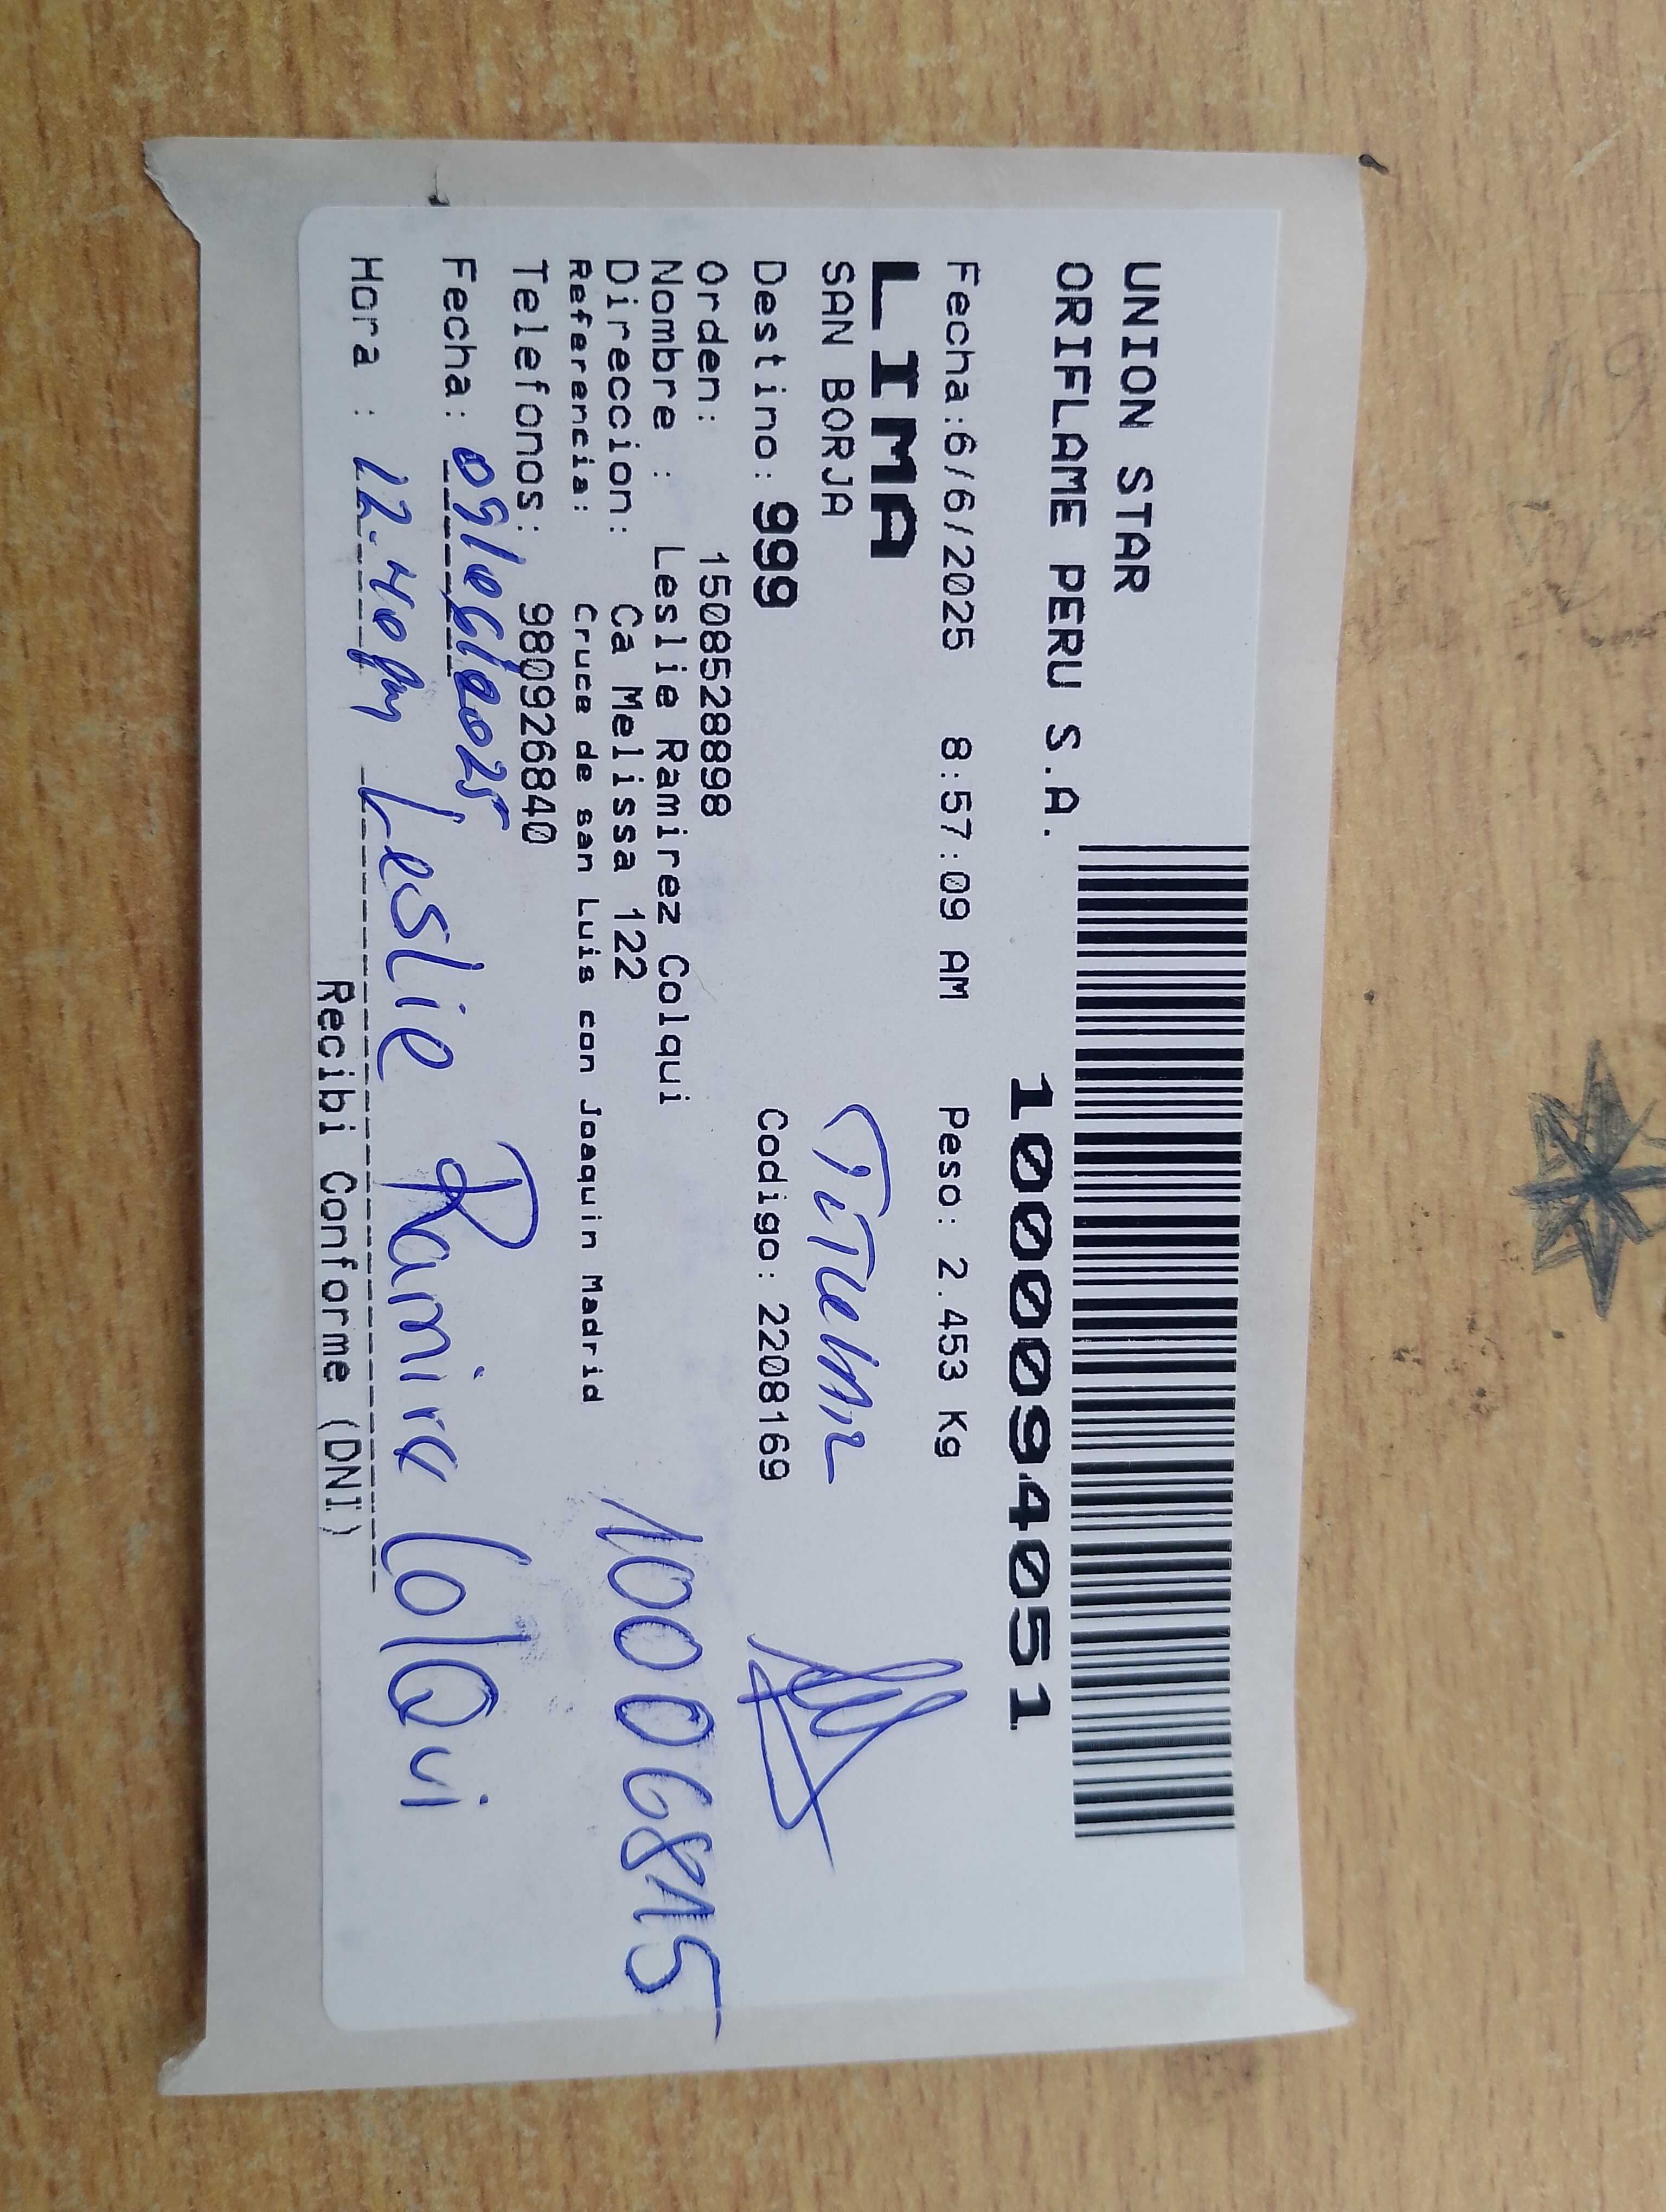 UNION STAR
ORIFLAME PERU S.A.
1000094051
Fecha:6/6/2025 8:57:09 AM Peso: 2.453 Kg
LIMA
SAN BORJA
Destino: 999 Codigo: 2208169
Orden: 1508528898
Nombre : Leslie Ramirez Colqui
Direccion: Ca Melissa 122
Referencia: Cruce de san Luis con Joaquin Madrid
10006815
Telefonos: 980926840
Fecha: 09/06/2025
Hora : 12:40pm Leslie Ramire ColQui
Recibi Conforme (DNI)